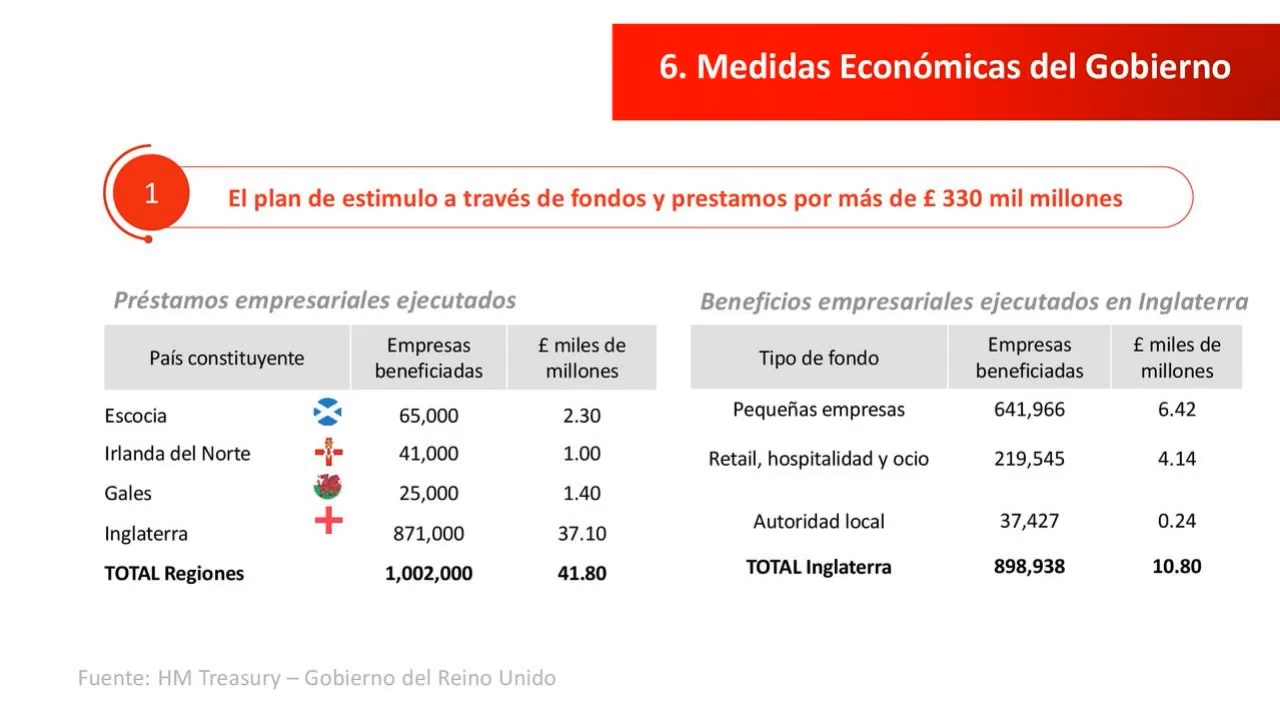 6. Medidas Económicas del Gobierno
1
El plan de estimulo a través de fondos y prestamos por más de £ 330 mil millones
Préstamos empresariales ejecutados
País constituyente Empresas beneficiadas £ miles de millones
Escocia 65,000 2.30
Irlanda del Norte 41,000 1.00
Gales 25,000 1.40
Inglaterra 871,000 37.10
TOTAL Regiones 1,002,000 41.80
Beneficios empresariales ejecutados en Inglaterra
Tipo de fondo Empresas beneficiadas £ miles de millones
Pequeñas empresas 641,966 6.42
Retail, hospitalidad y ocio 219,545 4.14
Autoridad local 37,427 0.24
TOTAL Inglaterra 898,938 10.80
Fuente: HM Treasury – Gobierno del Reino Unido